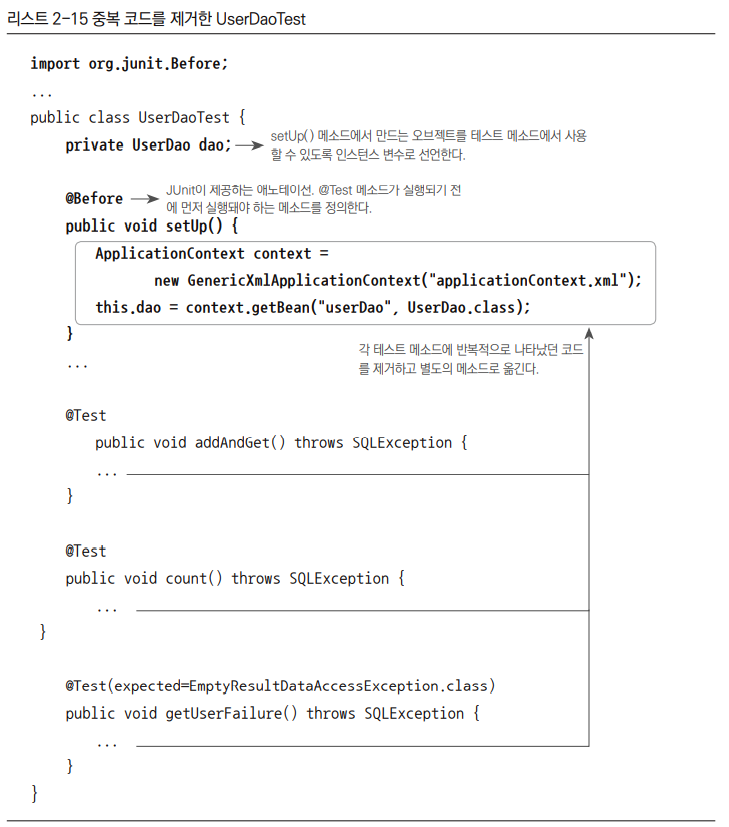 리스트 2-15 중복 코드를 제거한 UserDaoTest
import org.junit.Before;
...
public class UserDaoTest {
private UserDao dao;
setUp() 메소드에서 만드는 오브젝트를 테스트 메소드에서 사용
할 수 있도록 인스턴스 변수로 선언한다.
@Before
JUnit이 제공하는 애노테이션. @Test 메소드가 실행되기 전
에 먼저 실행돼야 하는 메소드를 정의한다.
public void setUp() {
ApplicationContext context =
new GenericXmlApplicationContext("applicationContext.xml");
this.dao = context.getBean("userDao", UserDao.class);
}
각 테스트 메소드에 반복적으로 나타났던 코드
를 제거하고 별도의 메소드로 옮긴다.
...
@Test
public void addAndGet() throws SQLException {
...
}
@Test
public void count() throws SQLException {
...
}
@Test(expected=EmptyResultDataAccessException.class)
public void getUserFailure() throws SQLException {
...
}
}